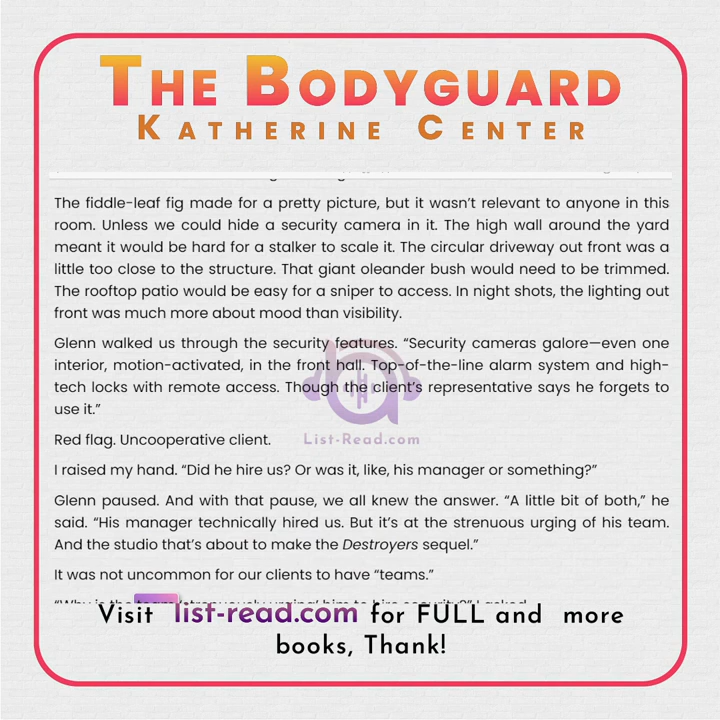 THE BODYGUARD
KATHERINE CENTER
The fiddle-leaf fig made for a pretty picture, but it wasn't relevant to anyone in this
room. Unless we could hide a security camera in it. The high wall around the yard
meant it would be hard for a stalker to scale it. The circular driveway out front was a
little too close to the structure. That giant oleander bush would need to be trimmed.
The rooftop patio would be easy for a sniper to access. In night shots, the lighting out
front was much more about mood than visibility.
Glenn walked us through the security features. “Security cameras galore—even one
interior, motion-activated, in the front hall. Top-of-the-line alarm system and high-
tech locks with remote access. Though the client's representative says he forgets to
use it.”
Red flag. Uncooperative client.
List-Read.com
I raised my hand. “Did he hire us? Or was it, like, his manager or something?”
Glenn paused. And with that pause, we all knew the answer. “A little bit of both,” he
said. “His manager technically hired us. But it's at the strenuous urging of his team.
And the studio that's about to make the Destroyers sequel.”
It was not uncommon for our clients to have “teams.”
Visit list-read.com for FULL and more
books, Thank!